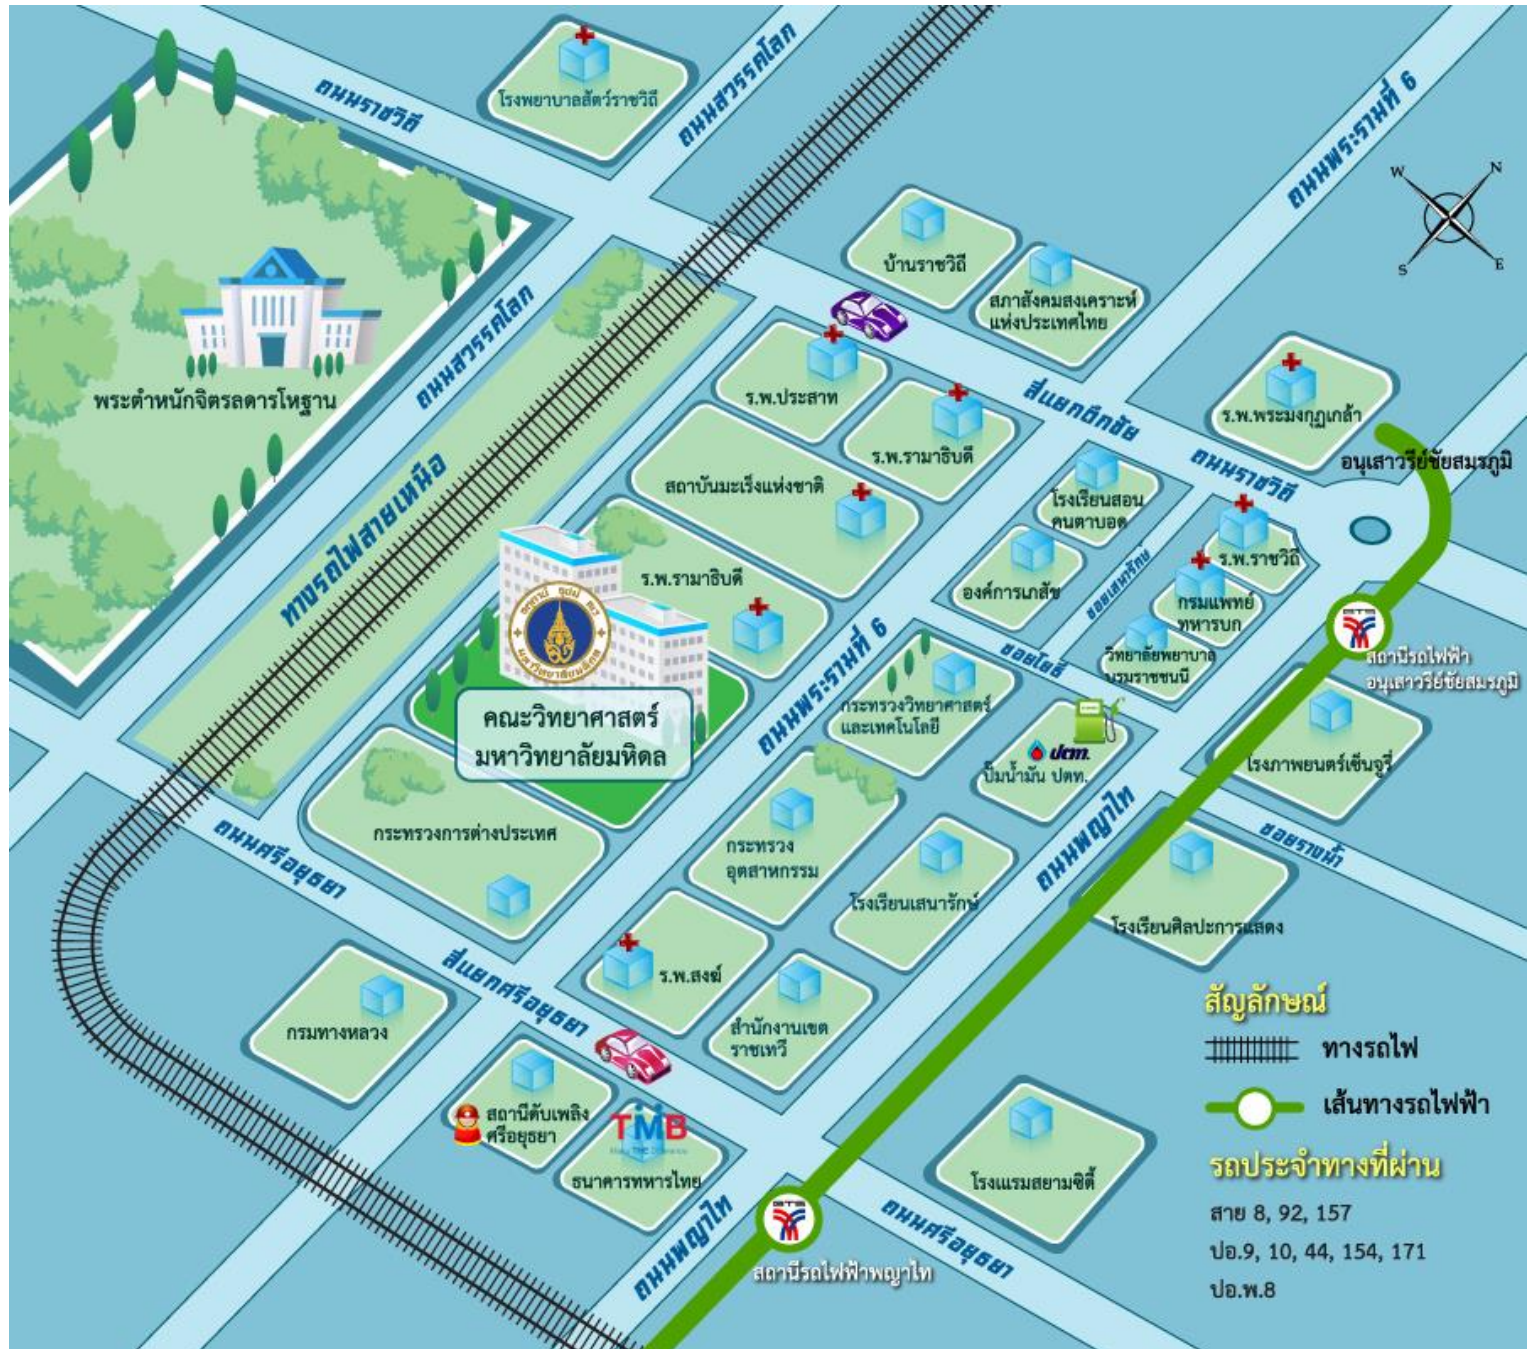 ถนนราชวิถี
โรงพยาบาลสัตว์ราชวิถี
ถนนสวรรคโลก
ถนนพระรามที่ 6
W
N
S
E
บ้านราชวิถี
สภาสังคมสงเคราะห์
แห่งประเทศไทย
พระตำหนักจิตรลดารโหฐาน
ถนนสวรรคโลก
ร.พ.ประสาท
ร.พ.รามาธิบดี
สี่แยกตึกชัย
ร.พ.พระมงกุฎเกล้า
อนุเสาวรีย์ชัยสมรภูมิ
ถนนราชวิถี
ทางรถไฟสายเหนือ
สถาบันมะเร็งแห่งชาติ
โรงเรียนสอน
คนตาบอด
ร.พ.ราชวิถี
ร.พ.รามาธิบดี
องค์การเภสัช
ซอยเสนารักษ์
กรมแพทย์
ทหารบก
วิทยาลัยพยาบาล
บรมราชชนนี
BTS
สถานีรถไฟฟ้า
อนุเสาวรีย์ชัยสมรภูมิ
มหาวิทยาลัยมหิดล
คณะวิทยาศาสตร์
มหาวิทยาลัยมหิดล
ถนนพระรามที่ 6
ซอยโยธี
กระทรวงวิทยาศาสตร์
และเทคโนโลยี
ปตท.
ปั๊มน้ำมัน ปตท.
โรงภาพยนตร์เซ็นจูรี่
กระทรวงการต่างประเทศ
ถนนศรีอยุธยา
กระทรวง
อุตสาหกรรม
ถนนพญาไท
ซอยรางน้ำ
โรงเรียนเสนารักษ์
โรงเรียนศิลปะการแสดง
สี่แยกศรีอยุธยา
ร.พ.สงฆ์
กรมทางหลวง
สำนักงานเขต
ราชเทวี
สถานีดับเพลิง
ศรีอยุธยา
TMB
ธนาคารทหารไทย
โรงแรมสยามซิตี้
ถนนพญาไท
BTS
สถานีรถไฟฟ้าพญาไท
ถนนศรีอยุธยา
สัญลักษณ์
ทางรถไฟ
เส้นทางรถไฟฟ้า
รถประจำทางที่ผ่าน
สาย 8, 92, 157
ปอ.9, 10, 44, 154, 171
ปอ.พ.8